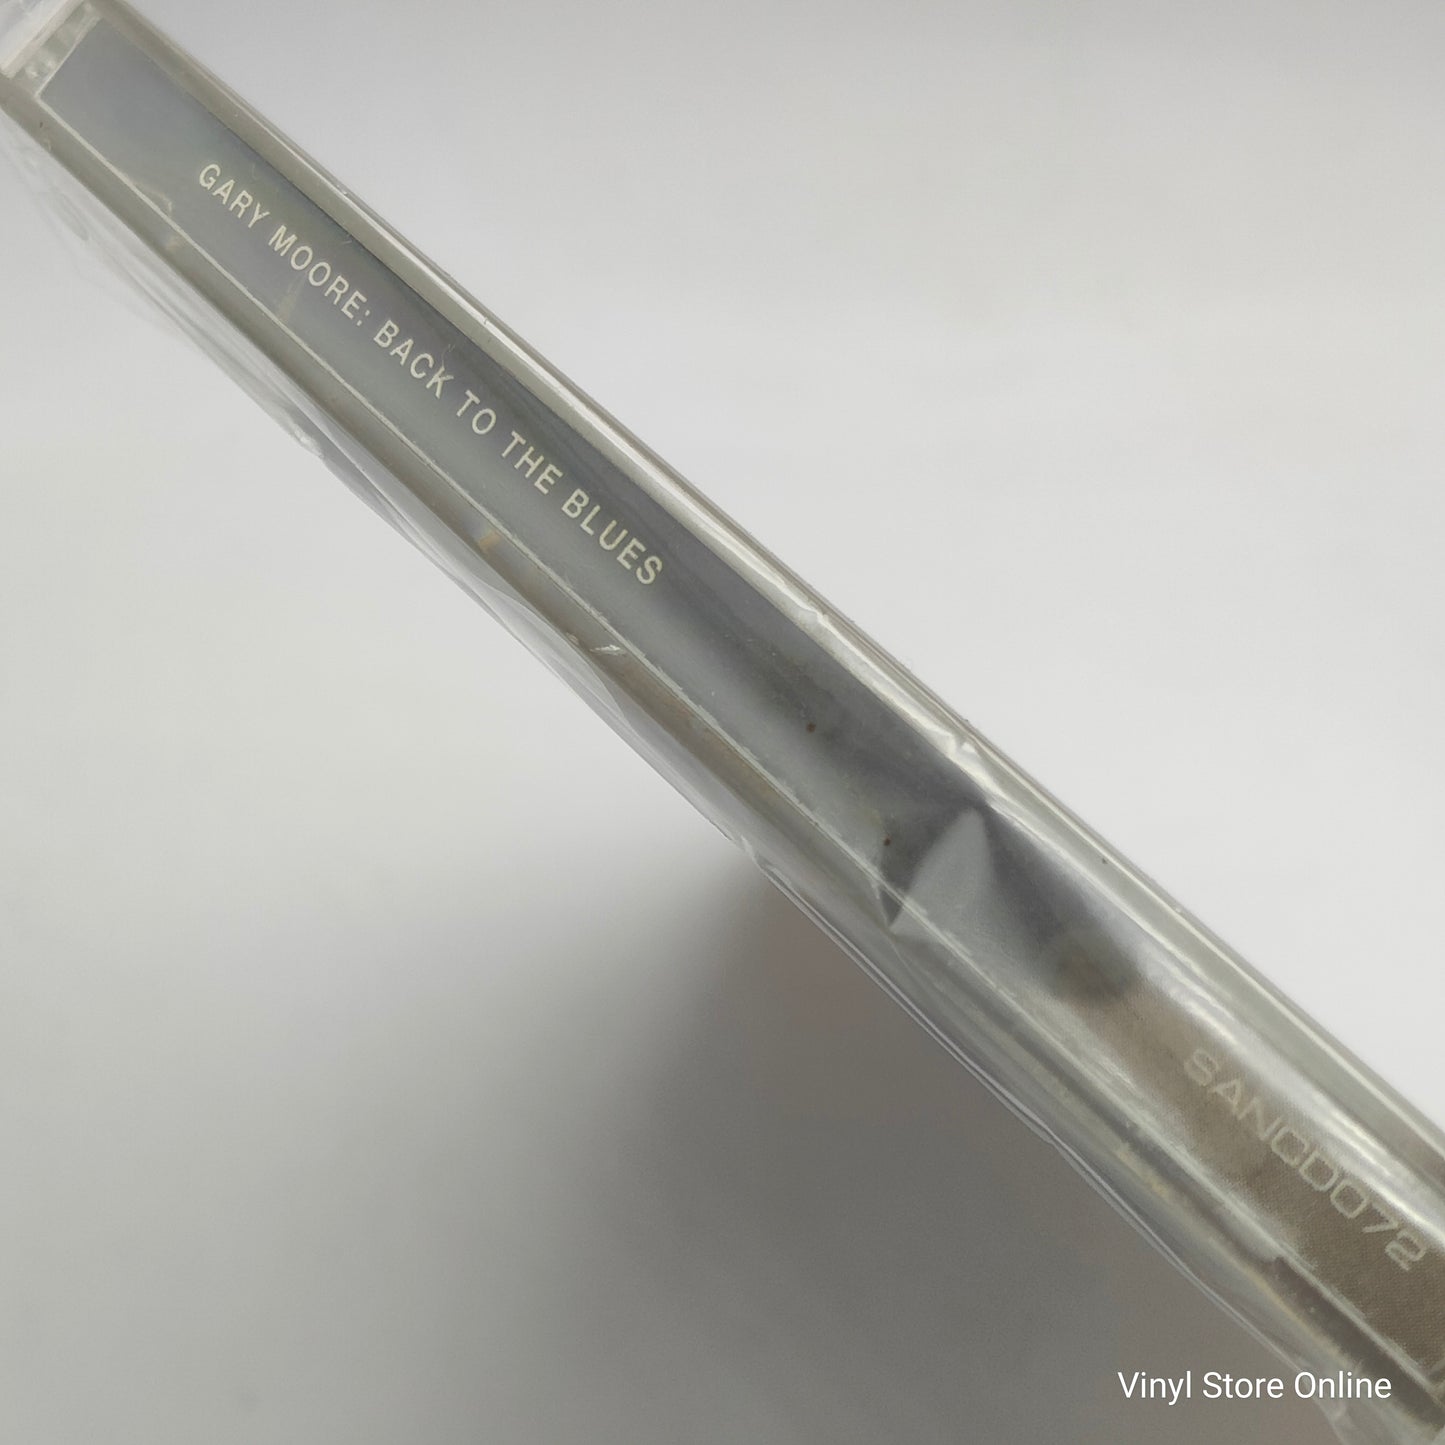 GARY MOORE: BACK TO THE BLUES
SANCD072
Vinyl Store Online